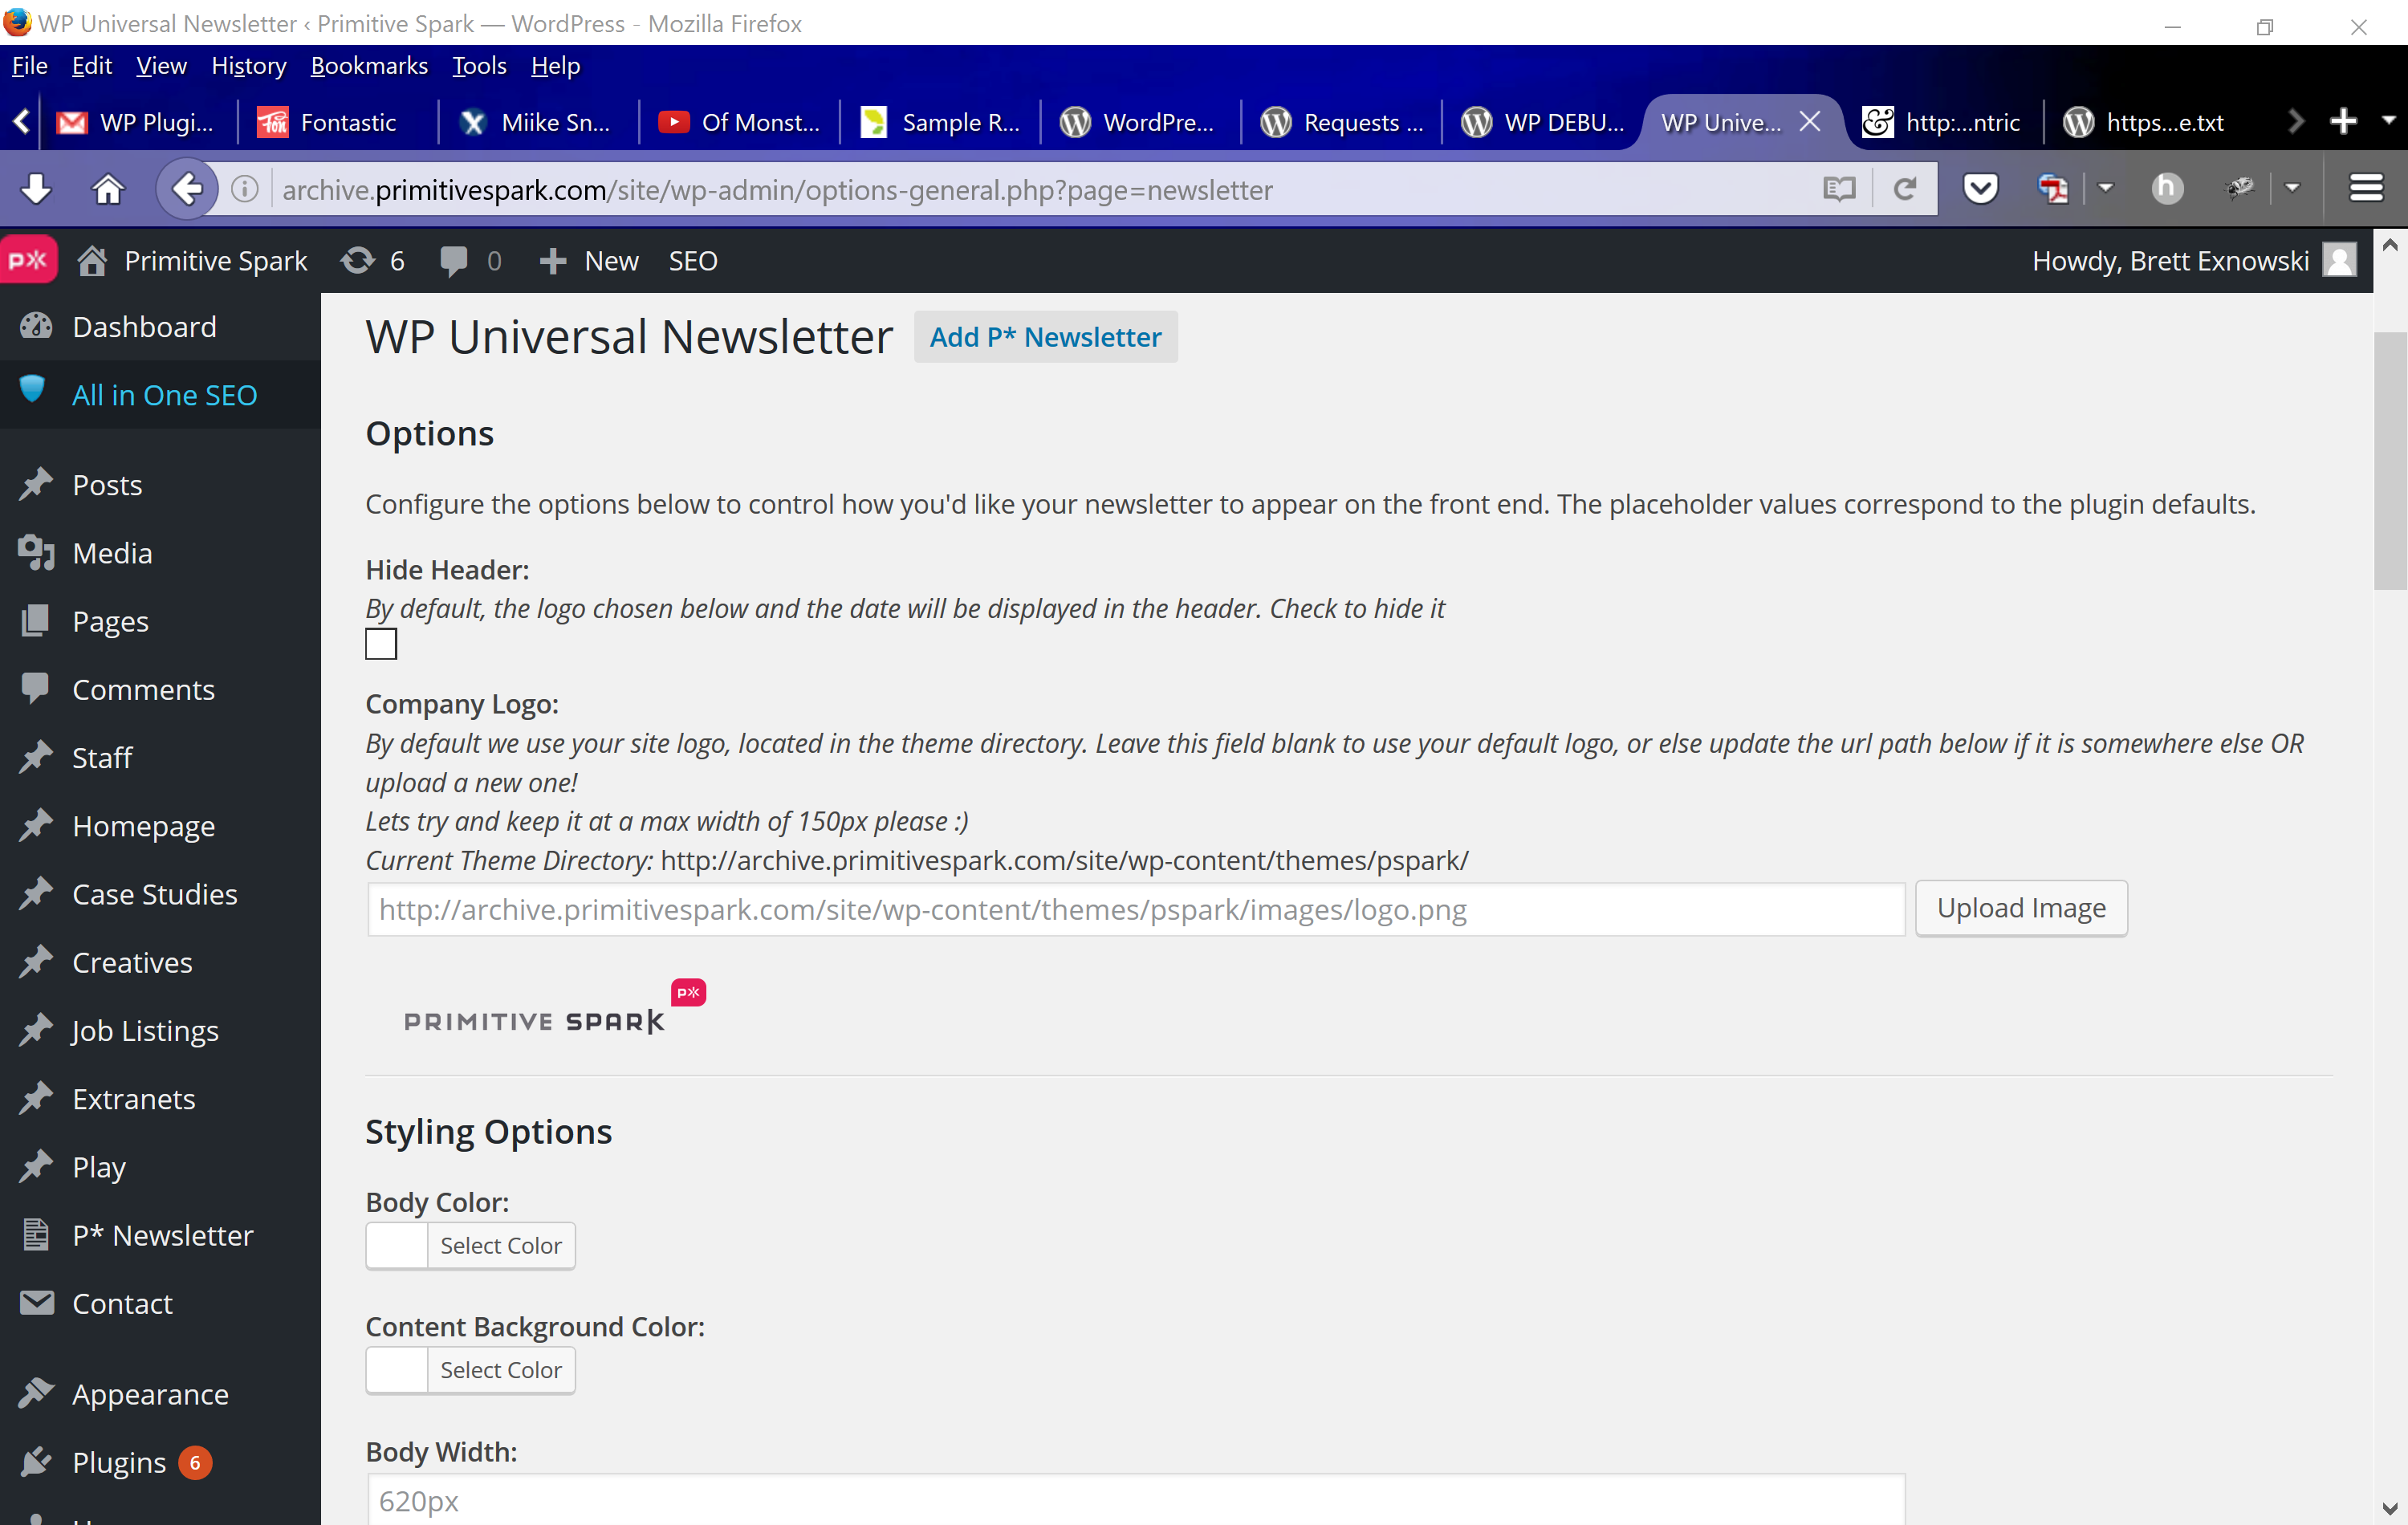 WP Universal Newsletter ‹ Primitive Spark — WordPress - Mozilla Firefox
File Edit View History Bookmarks Tools Help
WP Plugi... Fontastic Miike Sn... Of Monst... Sample R... WordPre... Requests ... WP DEBU... WP Unive... http:...ntric https...e.txt
archive.primitivespark.com/site/wp-admin/options-general.php?page=newsletter
Primitive Spark 6 0 New SEO Howdy, Brett Exnowski
Dashboard
All in One SEO
Posts
Media
Pages
Comments
Staff
Homepage
Case Studies
Creatives
Job Listings
Extranets
Play
P* Newsletter
Contact
Appearance
Plugins 6
WP Universal Newsletter Add P* Newsletter
Options
Configure the options below to control how you'd like your newsletter to appear on the front end. The placeholder values correspond to the plugin defaults.
Hide Header:
By default, the logo chosen below and the date will be displayed in the header. Check to hide it
Company Logo:
By default we use your site logo, located in the theme directory. Leave this field blank to use your default logo, or else update the url path below if it is somewhere else OR
upload a new one!
Lets try and keep it at a max width of 150px please :)
Current Theme Directory: http://archive.primitivespark.com/site/wp-content/themes/pspark/
http://archive.primitivespark.com/site/wp-content/themes/pspark/images/logo.png Upload Image
PRIMITIVE SPARK P*
Styling Options
Body Color:
Select Color
Content Background Color:
Select Color
Body Width:
620px